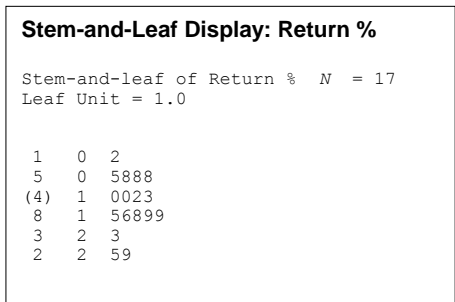 Stem-and-Leaf Display: Return %
Stem-and-leaf of Return % N = 17
Leaf Unit = 1.0
1 0 2
5 0 5888
(4) 1 0023
8 1 56899
3 2 3
2 2 59